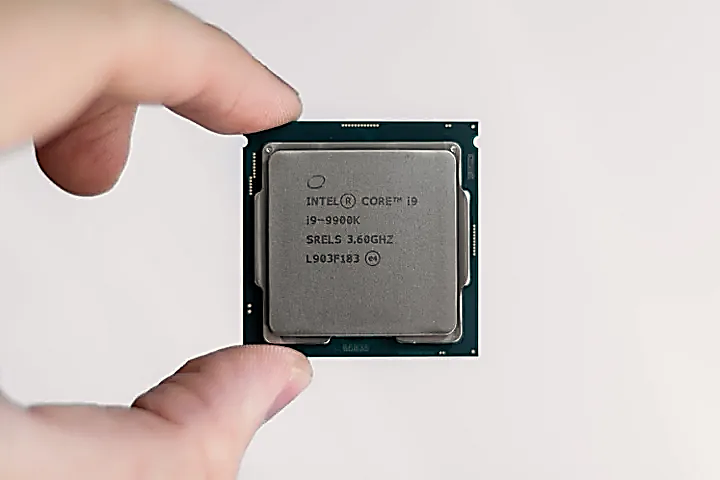 INTEL® CORE™ i9
i9-9900K
SRELS 3.60GHZ
L903F183 e4